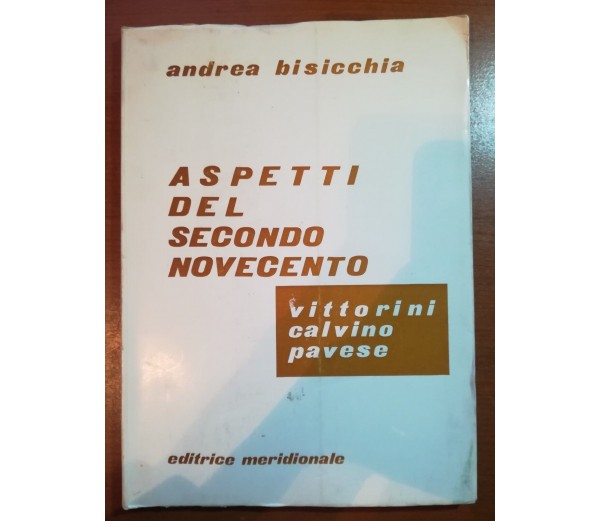 andrea bisicchia
ASPETTI
DEL
SECONDO
NOVECENTO
vittorini
calvino
pavese
editrice meridionale